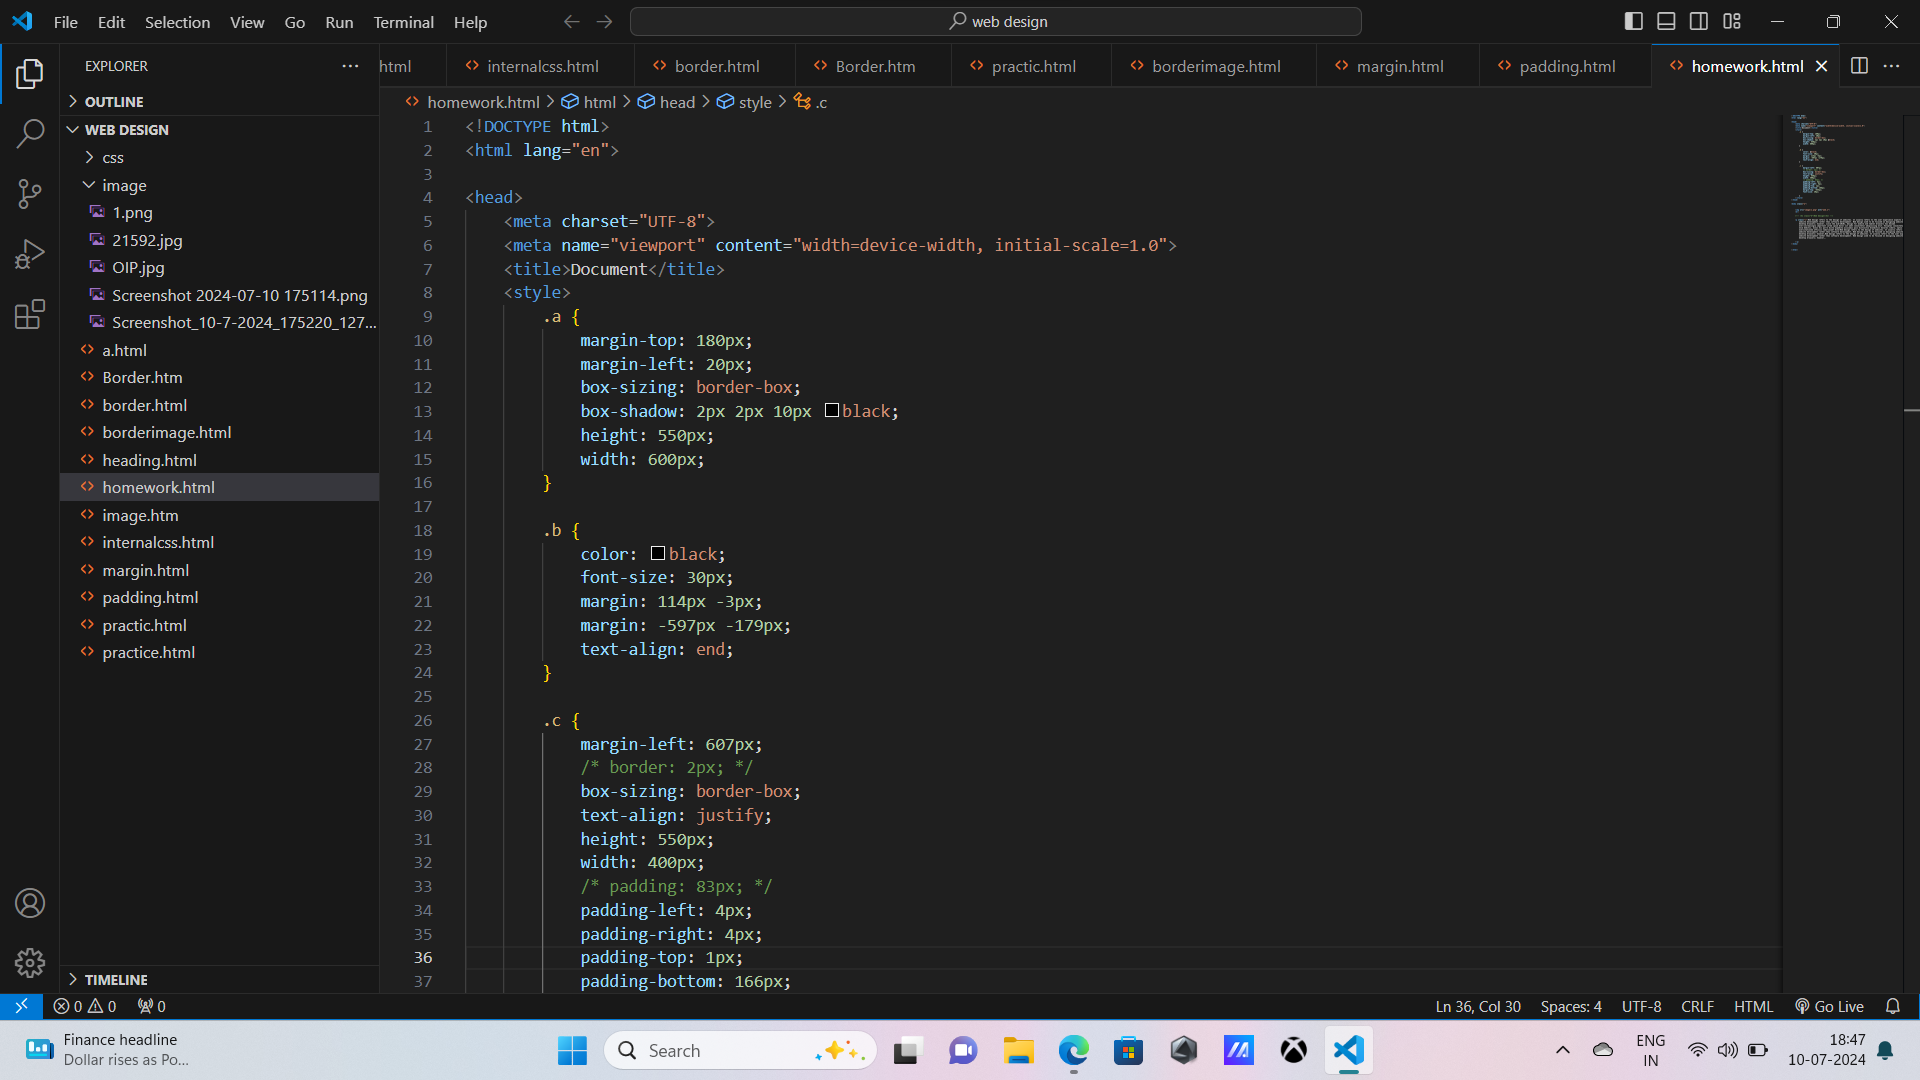 File Edit Selection View Go Run Terminal Help
web design
EXPLORER
html
internalcss.html
border.html
Border.htm
practic.html
borderimage.html
margin.html
padding.html
homework.html
OUTLINE
WEB DESIGN
css
image
1.png
21592.jpg
OIP.jpg
Screenshot 2024-07-10 175114.png
Screenshot_10-7-2024_175220_127...
a.html
Border.htm
border.html
borderimage.html
heading.html
homework.html
image.htm
internalcss.html
margin.html
padding.html
practic.html
practice.html
TIMELINE
homework.html > html > head > style > .c
1 <!DOCTYPE html>
2 <html lang="en">
3
4 <head>
5 <meta charset="UTF-8">
6 <meta name="viewport" content="width=device-width, initial-scale=1.0">
7 <title>Document</title>
8 <style>
9 .a {
10 margin-top: 180px;
11 margin-left: 20px;
12 box-sizing: border-box;
13 box-shadow: 2px 2px 10px black;
14 height: 550px;
15 width: 600px;
16 }
17
18 .b {
19 color: black;
20 font-size: 30px;
21 margin: 114px -3px;
22 margin: -597px -179px;
23 text-align: end;
24 }
25
26 .c {
27 margin-left: 607px;
28 /* border: 2px; */
29 box-sizing: border-box;
30 text-align: justify;
31 height: 550px;
32 width: 400px;
33 /* padding: 83px; */
34 padding-left: 4px;
35 padding-right: 4px;
36 padding-top: 1px;
37 padding-bottom: 166px;
0 0 0
Ln 36, Col 30 Spaces: 4 UTF-8 CRLF HTML Go Live
Finance headline
Dollar rises as Po...
Search
ENG
IN
18:47
10-07-2024